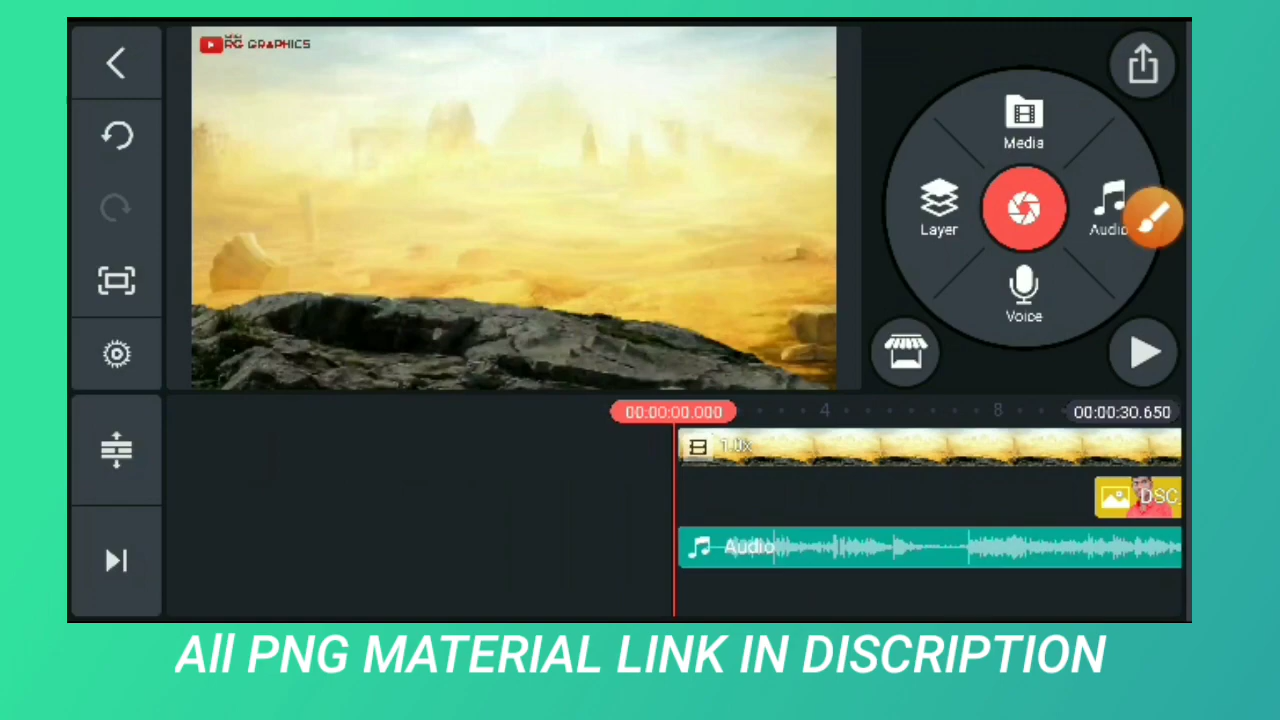 RG GRAPHICS
Media
Layer
Audio
Voice
00:00:00.000
4
8
00:00:30.650
1.0x
DSC_
Audio
All PNG MATERIAL LINK IN DISCRIPTION